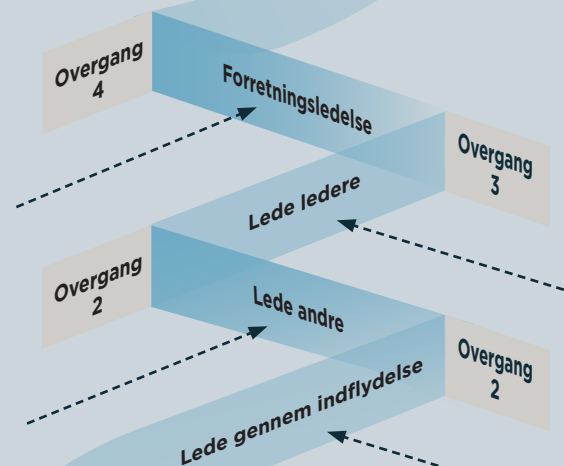 Overgang
4
Forretningsledelse
Overgang
3
Lede ledere
Overgang
2
Lede andre
Overgang
2
Lede gennem indflydelse